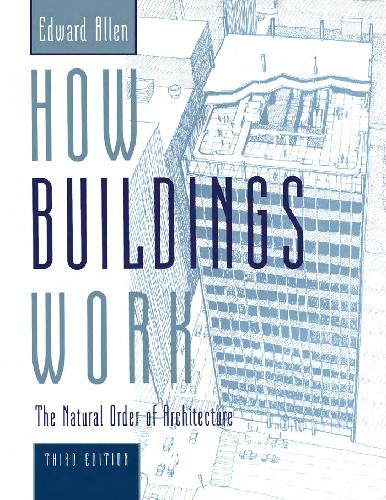 Edward Allen
HOW
BUILDINGS
WORK
The Natural Order of Architecture
THIRD EDITION